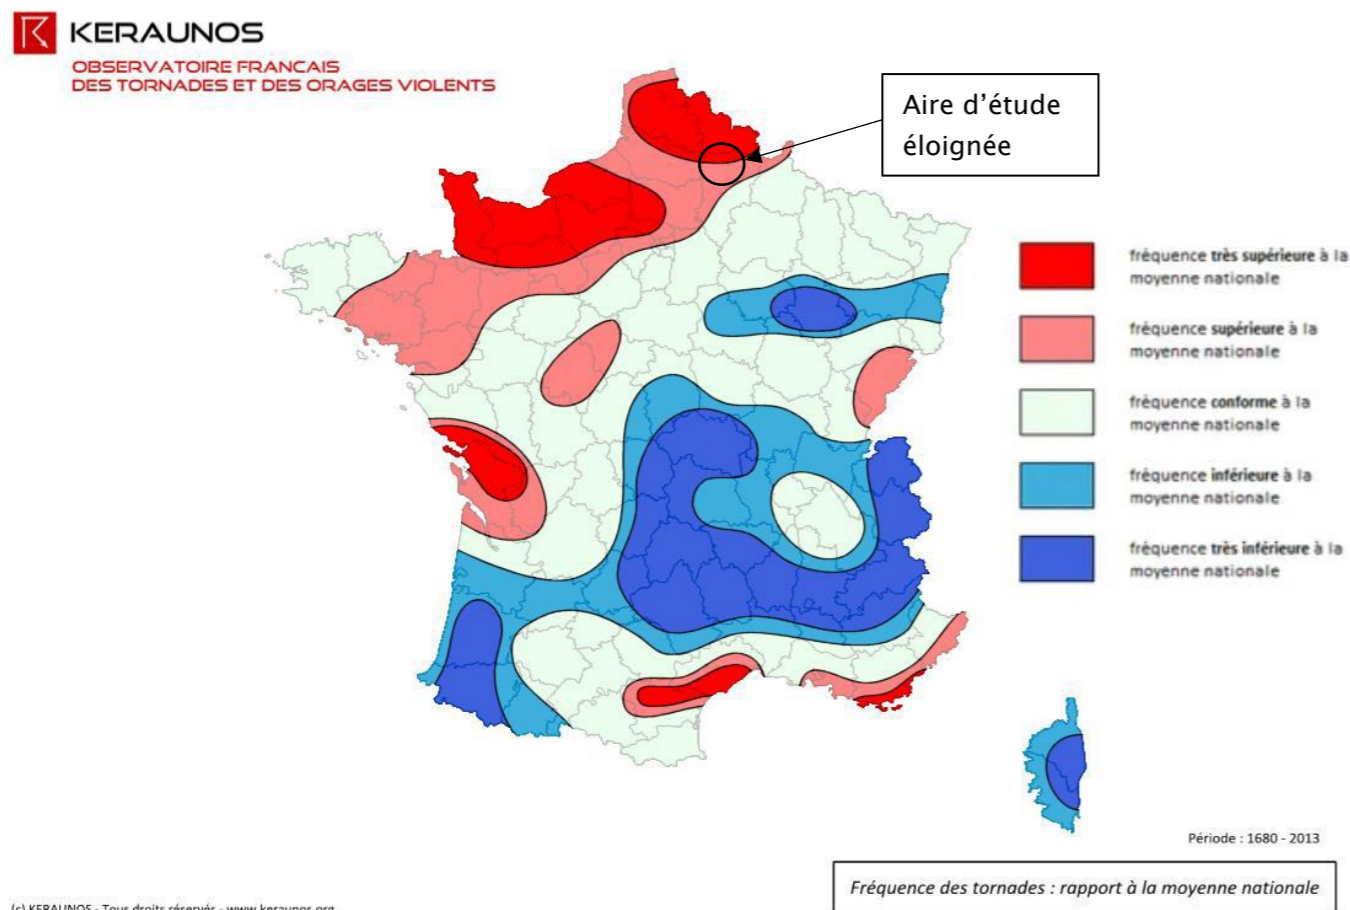 KERAUNOS
OBSERVATOIRE FRANCAIS
DES TORNADES ET DES ORAGES VIOLENTS
Aire d’étude
éloignée
fréquence très supérieure à la
moyenne nationale
fréquence supérieure à la
moyenne nationale
fréquence conforme à la
moyenne nationale
fréquence inférieure à la
moyenne nationale
fréquence très inférieure à la
moyenne nationale
Période : 1680 - 2013
Fréquence des tornades : rapport à la moyenne nationale
(c) KERAUNOS - Tous droits réservés - www.keraunos.org